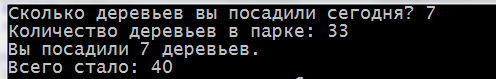 Сколько деревьев вы посадили сегодня? 7
Количество деревьев в парке: 33
Вы посадили 7 деревьев.
Всего стало: 40